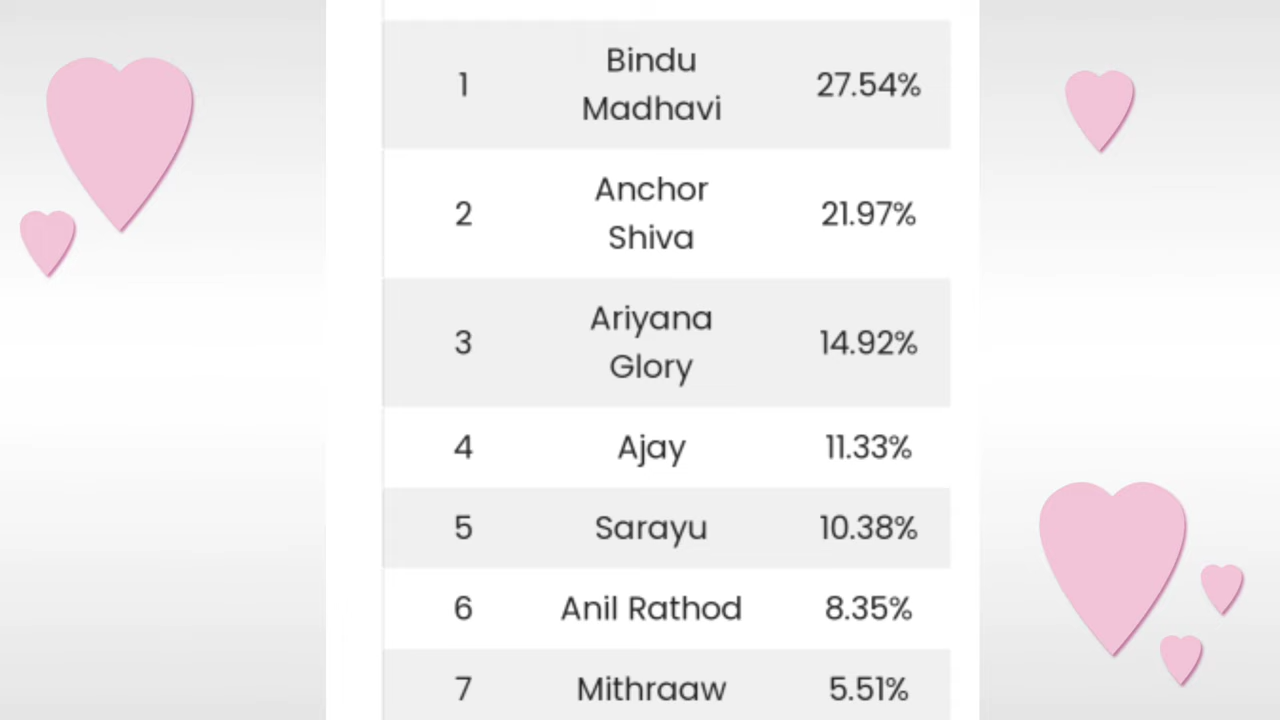 1 Bindu Madhavi 27.54%
2 Anchor Shiva 21.97%
3 Ariyana Glory 14.92%
4 Ajay 11.33%
5 Sarayu 10.38%
6 Anil Rathod 8.35%
7 Mithraaw 5.51%